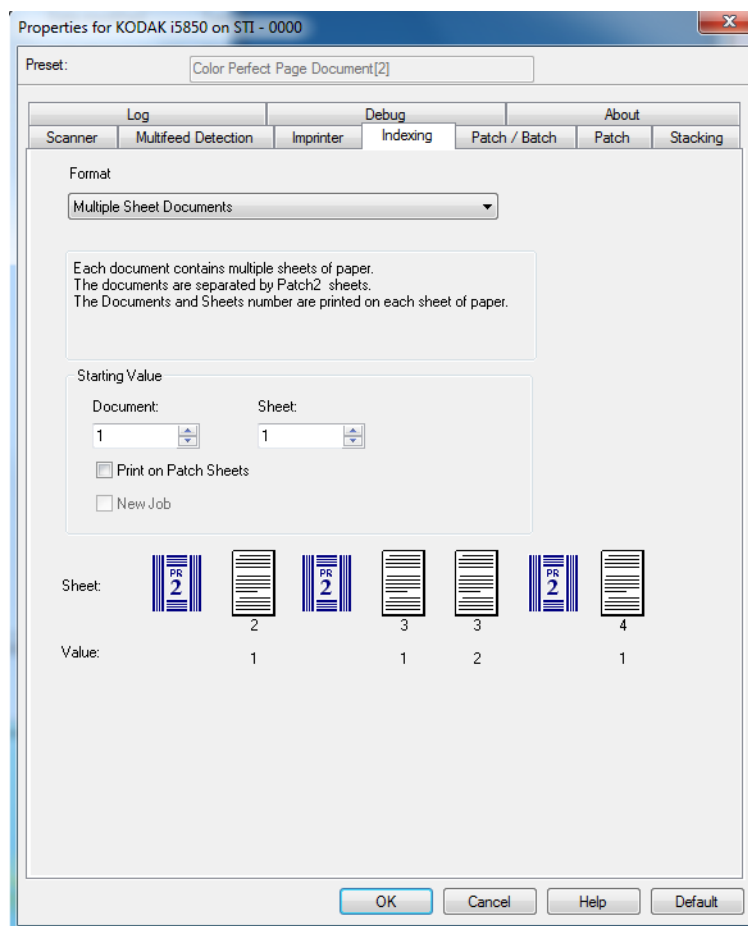 Properties for KODAK i5850 on STI - 0000
Preset: Color Perfect Page Document[2]
Log Debug About
Scanner Multifeed Detection Imprinter Indexing Patch / Batch Patch Stacking
Format
Multiple Sheet Documents
Each document contains multiple sheets of paper.
The documents are separated by Patch2 sheets.
The Documents and Sheets number are printed on each sheet of paper.
Starting Value
Document: Sheet:
1 1
Print on Patch Sheets
New Job
PR PR PR
Sheet: 2 2 2
2 3 3 4
Value: 1 1 2 1
OK Cancel Help Default